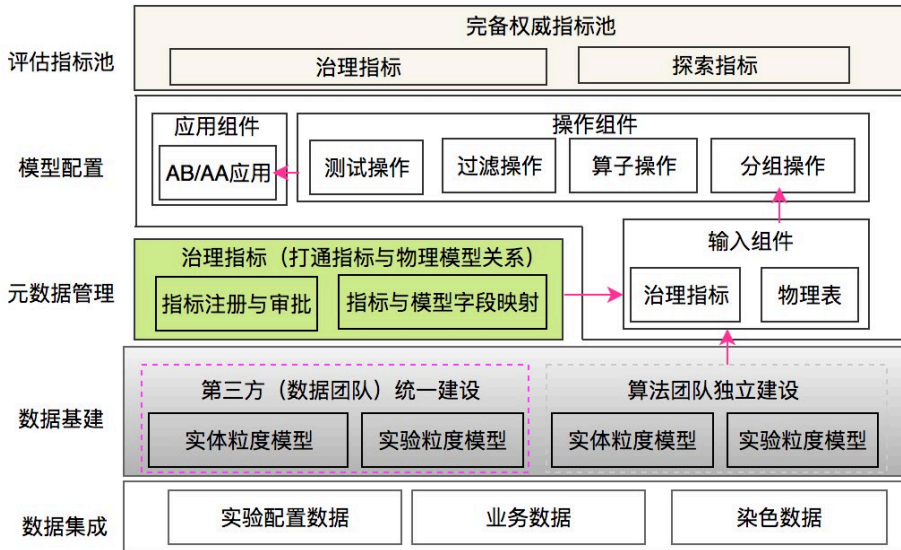 完备权威指标池
评估指标池
治理指标
探索指标
应用组件
操作组件
模型配置
AB/AA应用
测试操作
过滤操作
算子操作
分组操作
输入组件
治理指标（打通指标与物理模型关系）
元数据管理
指标注册与审批
指标与模型字段映射
治理指标
物理表
第三方（数据团队）统一建设
算法团队独立建设
数据基建
实体粒度模型
实验粒度模型
实体粒度模型
实验粒度模型
数据集成
实验配置数据
业务数据
染色数据